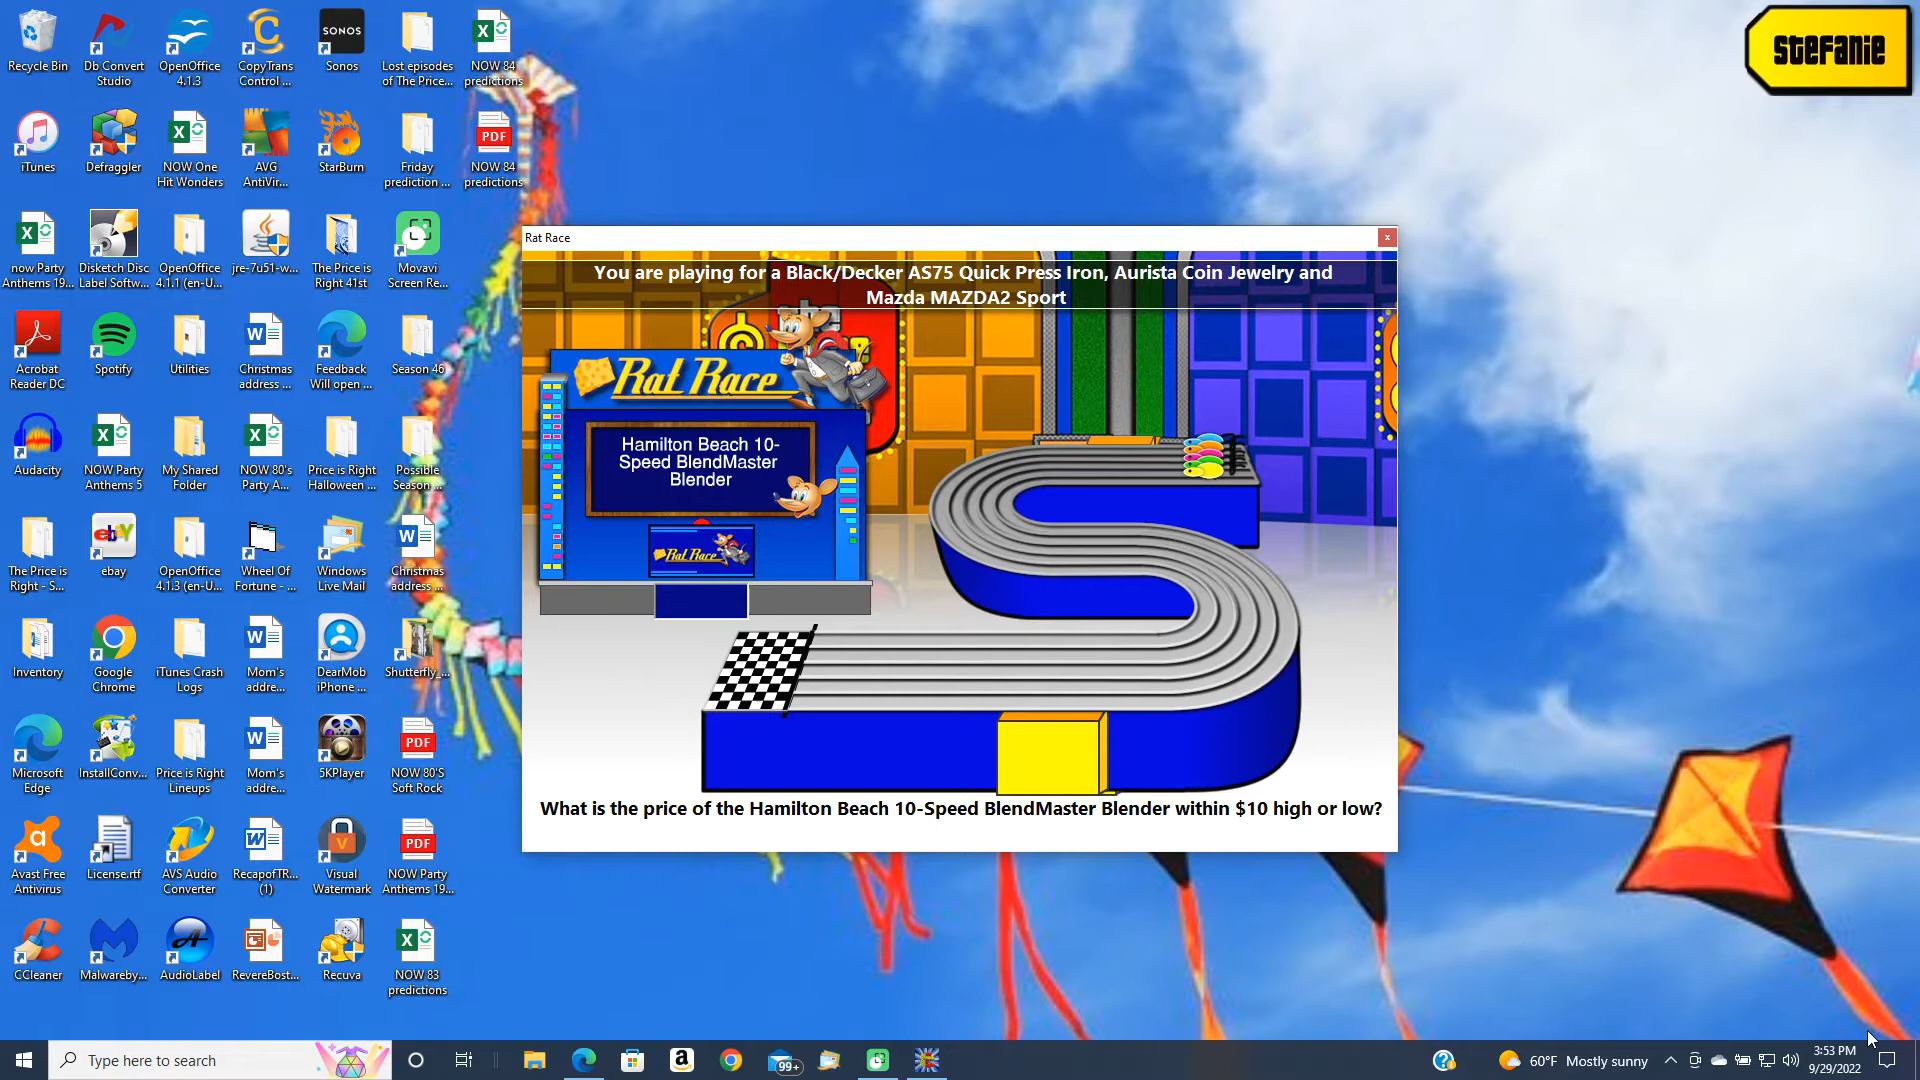 Recycle Bin
Db Convert
Studio
OpenOffice
4.1.3
CopyTrans
Control ...
SONOS
Sonos
Lost episodes
of The Price...
NOW 84
predictions
Stefanie
iTunes
Defraggler
NOW One
Hit Wonders
AVG
AntiVir...
StarBurn
Friday
prediction ...
PDF
NOW 84
predictions
now Party
Anthems 19...
Disketch Disc
Label Softw...
OpenOffice
4.1.1 (en-U...
jre-7u51-w...
The Price is
Right 41st
Movavi
Screen Re...
Rat Race
You are playing for a Black/Decker AS75 Quick Press Iron, Aurista Coin Jewelry and
Mazda MAZDA2 Sport
Acrobat
Reader DC
Spotify
Utilities
Christmas
address ...
Feedback
Will open ...
Season 46
Rat Race
Hamilton Beach 10-
Speed BlendMaster
Blender
Rat Race
Audacity
NOW Party
Anthems 5
My Shared
Folder
NOW 80's
Party A...
Price is Right
Halloween ...
Possible
Season ...
The Price is
Right - S...
ebay
ebay
OpenOffice
4.1.3 (en-U...
Wheel Of
Fortune - ...
Windows
Live Mail
Christmas
address ...
Inventory
Google
Chrome
iTunes Crash
Logs
Mom's
addre...
DearMob
iPhone ...
Shutterfly_...
Microsoft
Edge
InstallConv...
Price is Right
Lineups
Mom's
addre...
5KPlayer
PDF
NOW 80'S
Soft Rock
What is the price of the Hamilton Beach 10-Speed BlendMaster Blender within $10 high or low?
Avast Free
Antivirus
License.rtf
AVS Audio
Converter
RecapofTR...
(1)
Visual
Watermark
PDF
NOW Party
Anthems 19...
CCleaner
Malwareby...
AudioLabel
RevereBost...
Recuva
NOW 83
predictions
Type here to search
99+
60°F Mostly sunny
3:53 PM
9/29/2022